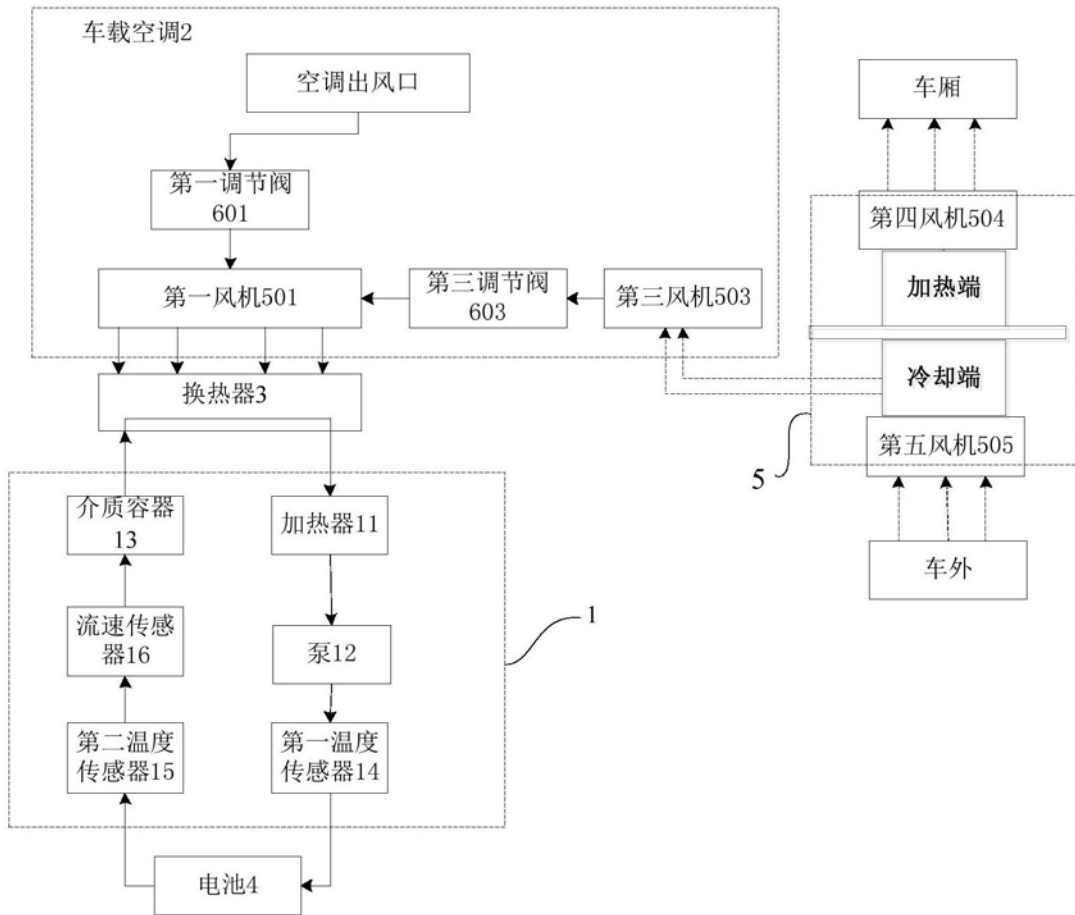 车载空调2
空调出风口
车厢
第一调节阀
601
第四风机504
加热端
第一风机501
第三调节阀
603
第三风机503
换热器3
冷却端
第五风机505
5
介质容器
13
加热器11
车外
流速传感
器16
泵12
1
第二温度
传感器15
第一温度
传感器14
电池4